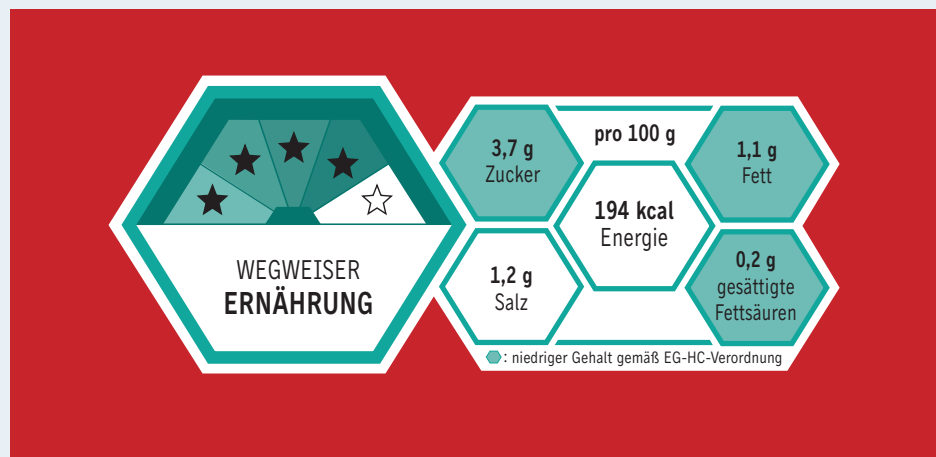 WEGWEISER
ERNÄHRUNG
3,7 g
Zucker
pro 100 g
1,1 g
Fett
194 kcal
Energie
1,2 g
Salz
0,2 g
gesättigte
Fettsäuren
: niedriger Gehalt gemäß EG-HC-Verordnung